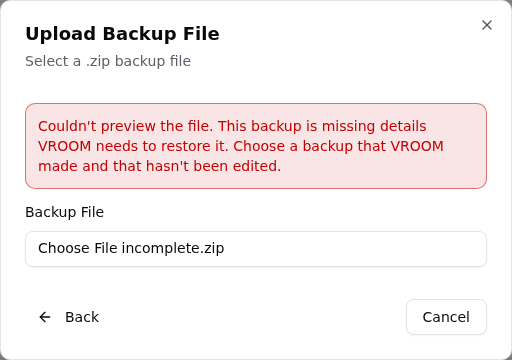 Upload Backup File
Select a .zip backup file
Couldn't preview the file. This backup is missing details
VROOM needs to restore it. Choose a backup that VROOM
made and that hasn't been edited.
Backup File
Choose File incomplete.zip
Back
Cancel